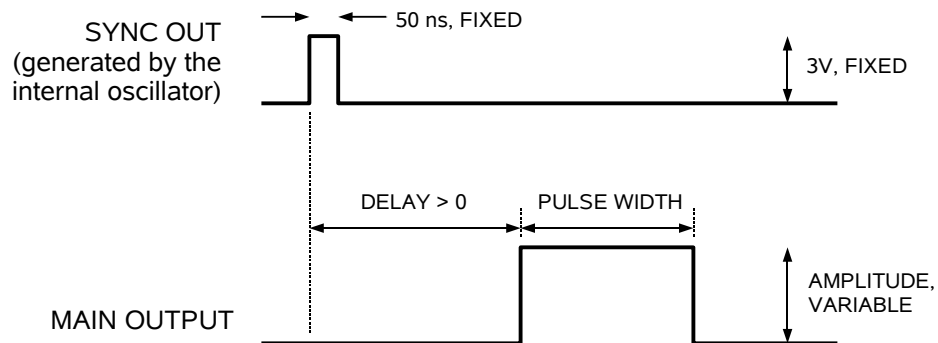 50 ns, FIXED
SYNC OUT
(generated by the
internal oscillator)
3V, FIXED
DELAY > 0
PULSE WIDTH
AMPLITUDE,
VARIABLE
MAIN OUTPUT